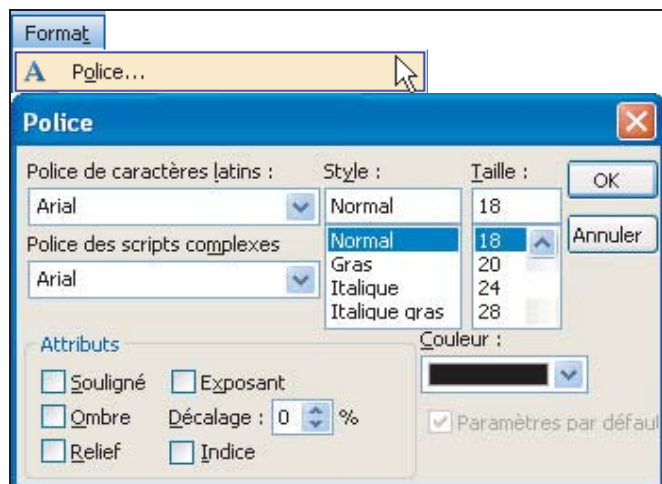 Format
A Police...
Police
Police de caractères latins : Style : Taille : OK
Arial Normal 18
Police des scripts complexes Normal 18 Annuler
Arial Gras 20
Italique 24
Italique gras 28
Attributs Couleur :
Souligné Exposant
Ombre Décalage : 0 % Paramètres par défaul
Relief Indice